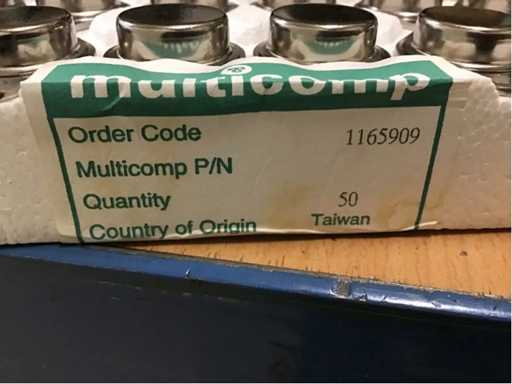 multicomp®
Order Code 1165909
Multicomp P/N
Quantity 50
Country of Origin Taiwan